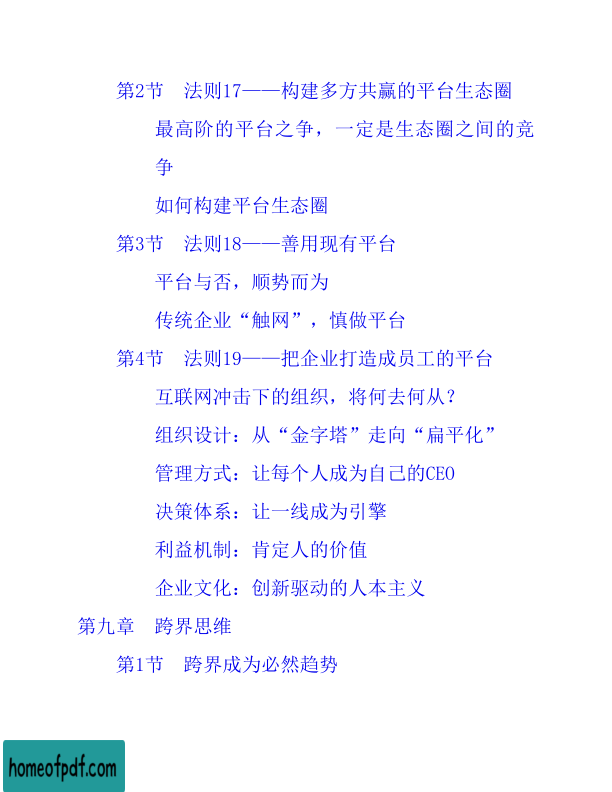 第2节　法则17——构建多方共赢的平台生态圈
最高阶的平台之争，一定是生态圈之间的竞
争
如何构建平台生态圈
第3节　法则18——善用现有平台
平台与否，顺势而为
传统企业“触网”，慎做平台
第4节　法则19——把企业打造成员工的平台
互联网冲击下的组织，将何去何从？
组织设计：从“金字塔”走向“扁平化”
管理方式：让每个人成为自己的CEO
决策体系：让一线成为引擎
利益机制：肯定人的价值
企业文化：创新驱动的人本主义
第九章　跨界思维
第1节　跨界成为必然趋势
homeofpdf.com